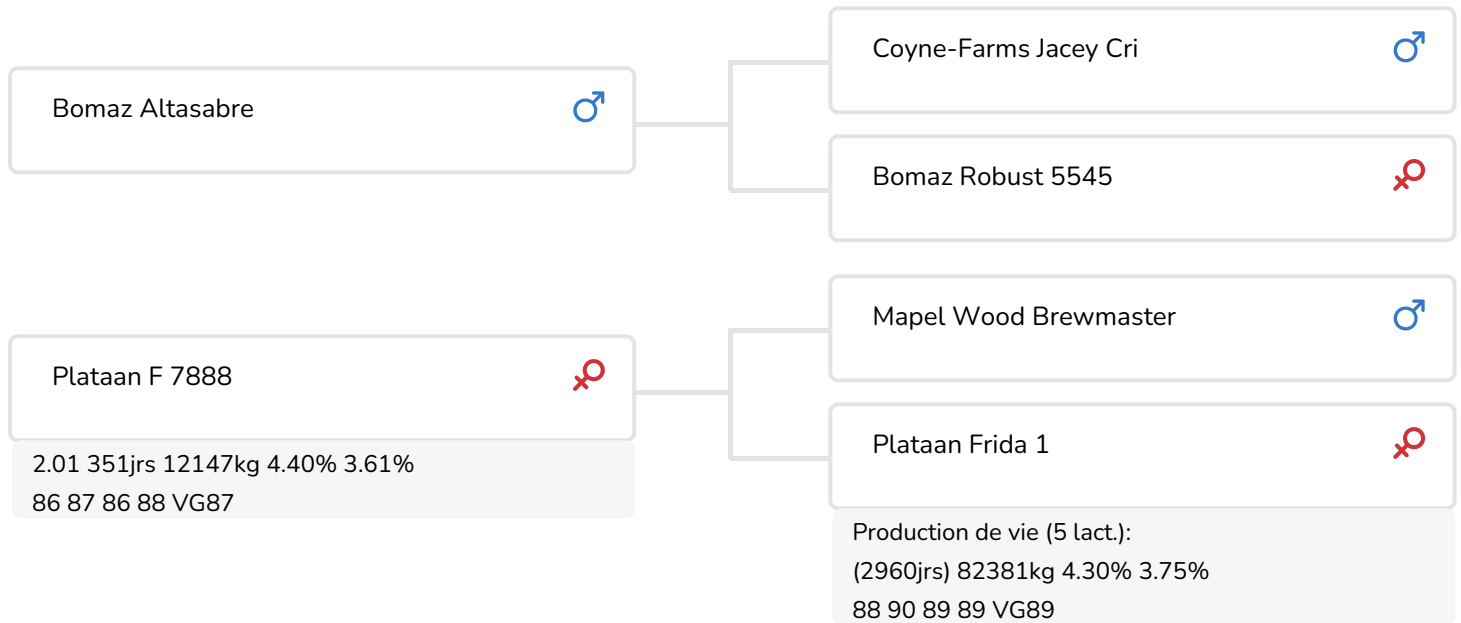 Coyne-Farms Jacey Cri
Bomaz Altasabre
Bomaz Robust 5545
Mapel Wood Brewmaster
Plataan F 7888
2.01 351jrs 12147kg 4.40% 3.61%
86 87 86 88 VG87
Plataan Frida 1
Production de vie (5 lact.):
(2960jrs) 82381kg 4.30% 3.75%
88 90 89 89 VG89